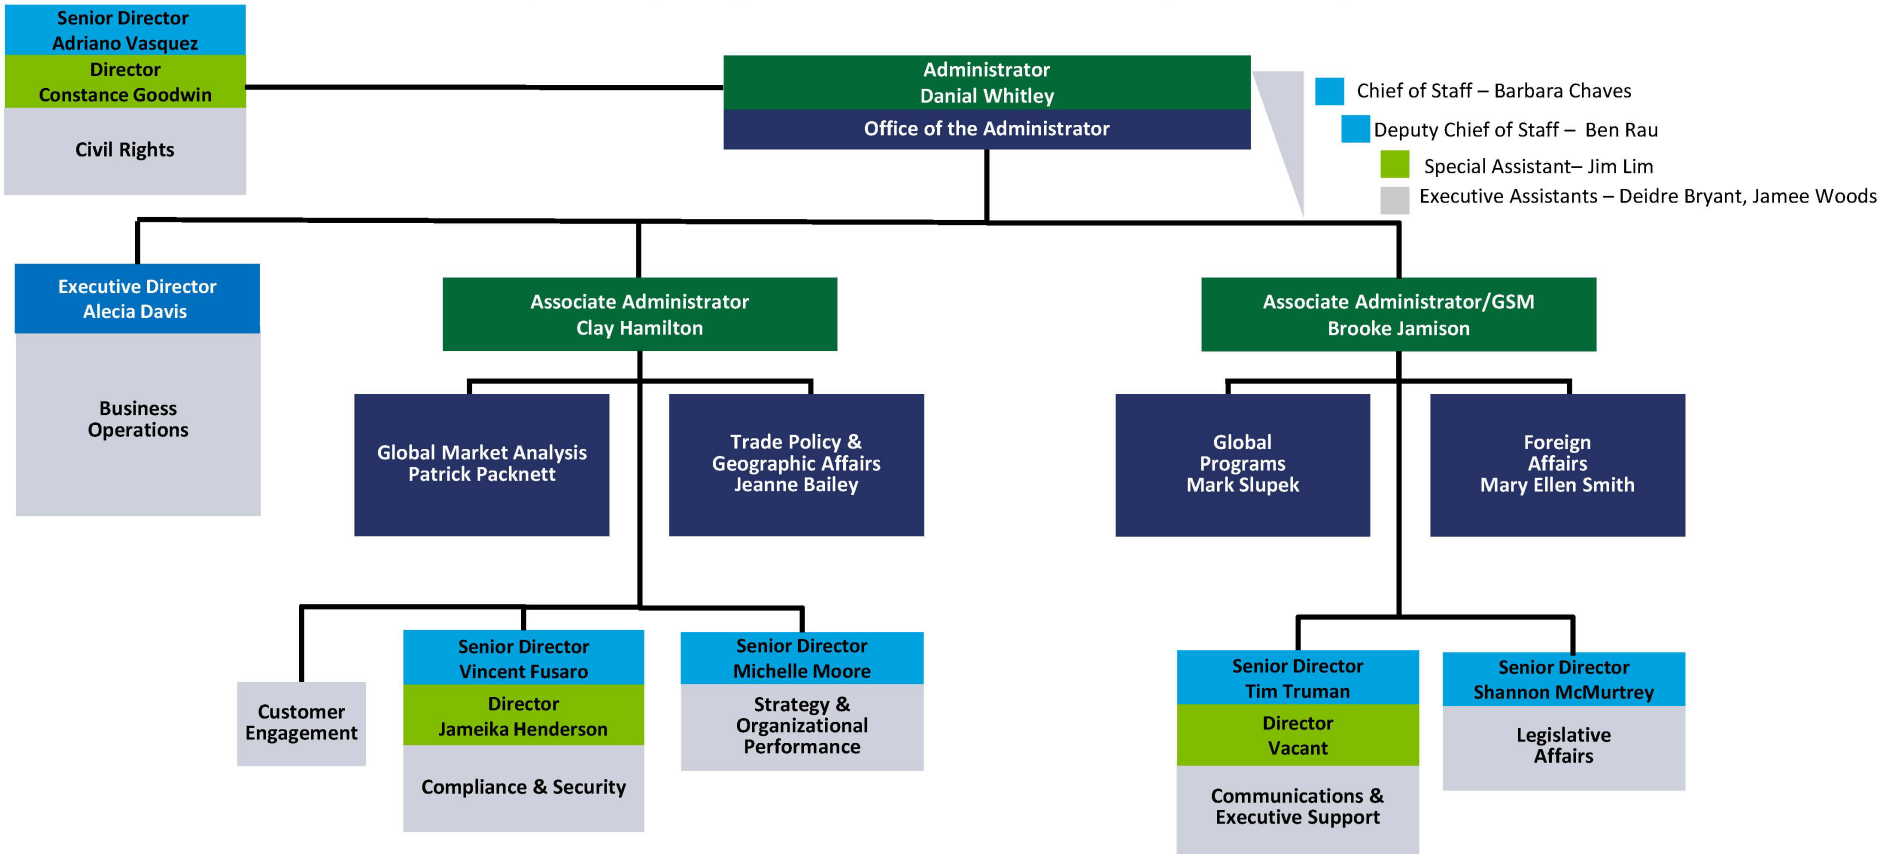 Senior Director
Adriano Vasquez
Director
Constance Goodwin
Civil Rights
Administrator
Danial Whitley
Office of the Administrator
Chief of Staff – Barbara Chaves
Deputy Chief of Staff – Ben Rau
Special Assistant– Jim Lim
Executive Assistants – Deidre Bryant, Jamee Woods
Executive Director
Alecia Davis
Business
Operations
Associate Administrator
Clay Hamilton
Associate Administrator/GSM
Brooke Jamison
Global Market Analysis
Patrick Packnett
Trade Policy &
Geographic Affairs
Jeanne Bailey
Global
Programs
Mark Slupek
Foreign
Affairs
Mary Ellen Smith
Customer
Engagement
Senior Director
Vincent Fusaro
Director
Jameika Henderson
Compliance & Security
Senior Director
Michelle Moore
Strategy &
Organizational
Performance
Senior Director
Tim Truman
Director
Vacant
Communications &
Executive Support
Senior Director
Shannon McMurtrey
Legislative
Affairs